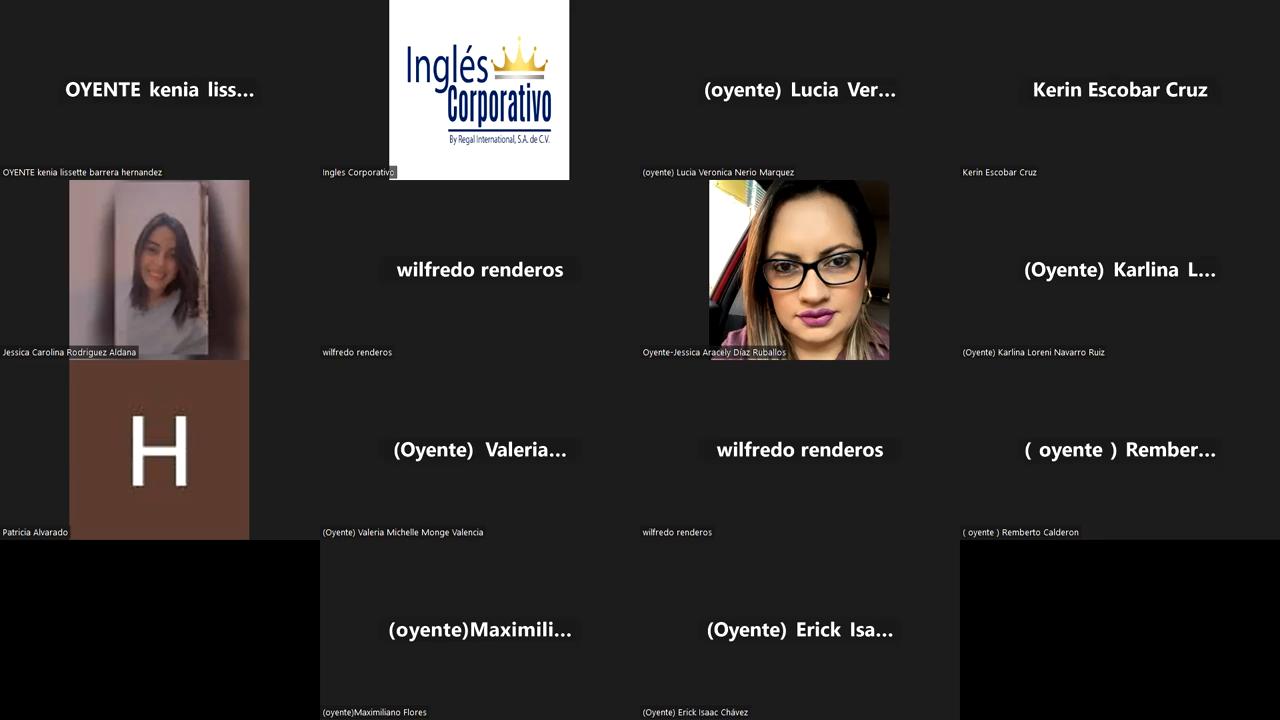 OYENTE kenia liss...
OYENTE kenia lissette barrera hernandez
Inglés
Corporativo
By Regal International, S.A. de C.V.
Ingles Corporativo
(oyente) Lucia Ver...
(oyente) Lucia Veronica Nerio Marquez
Kerin Escobar Cruz
Kerin Escobar Cruz
Jessica Carolina Rodriguez Aldana
wilfredo renderos
wilfredo renderos
Oyente-Jessica Aracely Díaz Ruballos
(Oyente) Karlina L...
(Oyente) Karlina Loreni Navarro Ruiz
H
Patricia Alvarado
(Oyente) Valeria...
(Oyente) Valeria Michelle Monge Valencia
wilfredo renderos
wilfredo renderos
( oyente ) Rember...
( oyente ) Remberto Calderon
(oyente)Maximili...
(oyente)Maximiliano Flores
(Oyente) Erick Isa...
(Oyente) Erick Isaac Chávez